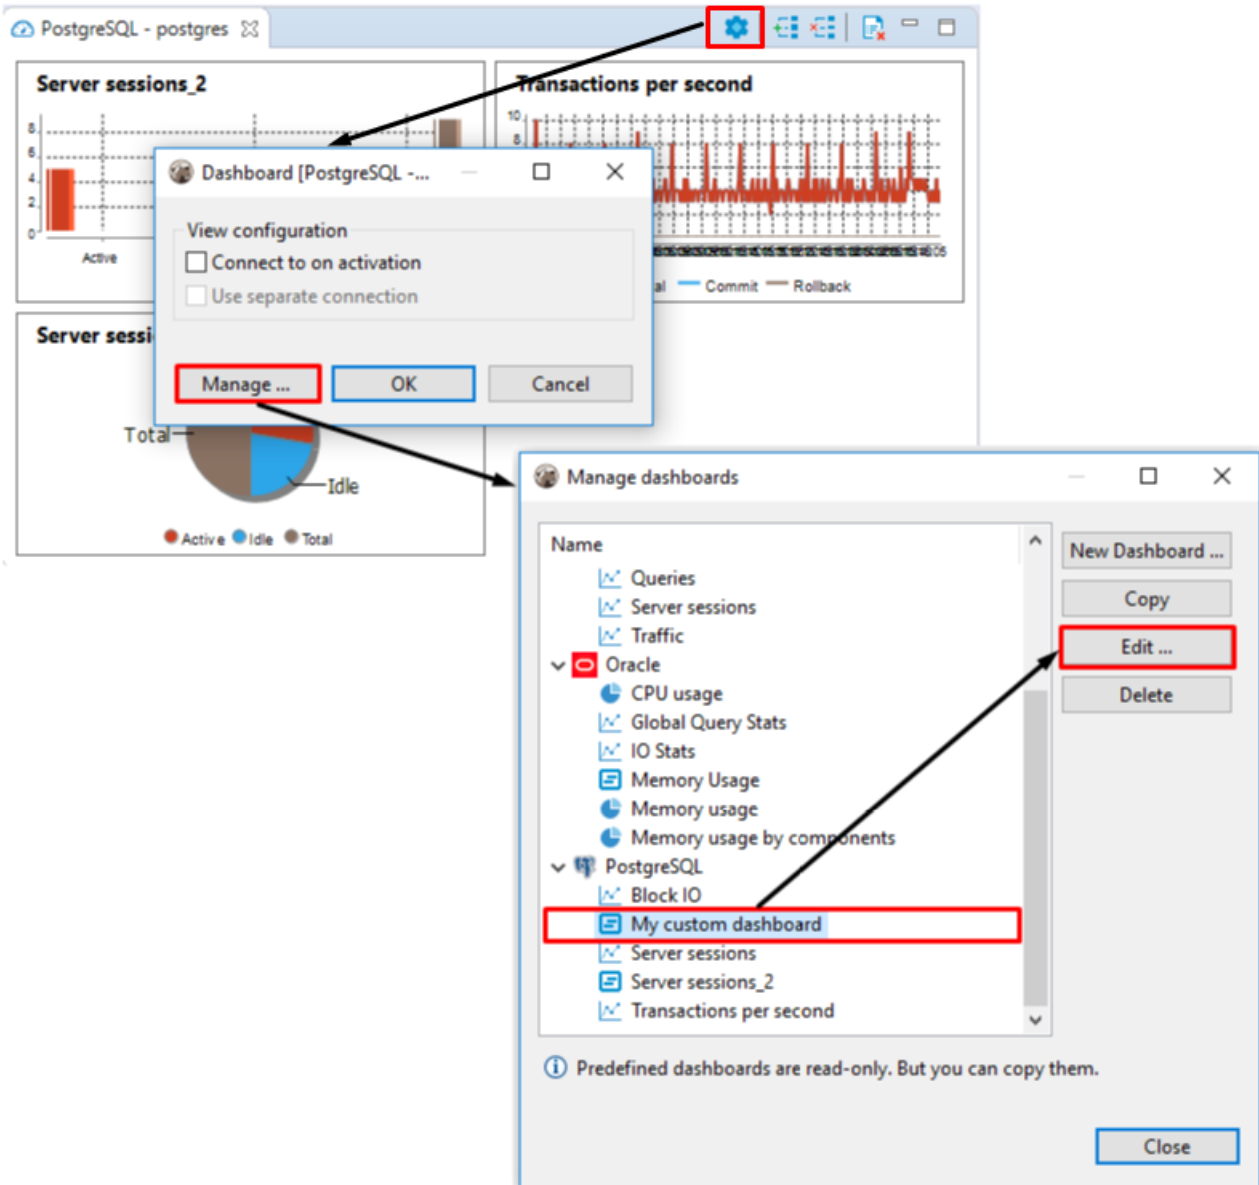 PostgreSQL - postgres
Server sessions_2
8
6
4
2
0
Active
Transactions per second
10
8
al Commit Rollback
Dashboard [PostgreSQL -...
View configuration
Connect to on activation
Use separate connection
Manage ...
OK
Cancel
Server sessi
Total
Idle
Active Idle Total
Manage dashboards
Name
Queries
Server sessions
Traffic
Oracle
CPU usage
Global Query Stats
IO Stats
Memory Usage
Memory usage
Memory usage by components
PostgreSQL
Block IO
My custom dashboard
Server sessions
Server sessions_2
Transactions per second
New Dashboard ...
Copy
Edit ...
Delete
Predefined dashboards are read-only. But you can copy them.
Close